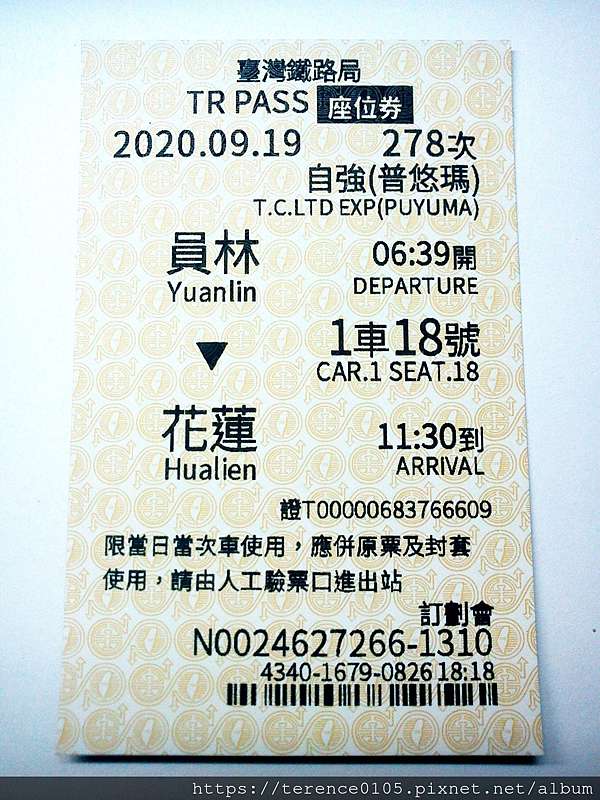 臺灣鐵路局
TR PASS 座位券
2020.09.19 278次
自強(普悠瑪)
T.C.LTD EXP(PUYUMA)
員林 06:39開
Yuanlin DEPARTURE
▼ 1車18號
CAR.1 SEAT.18
花蓮 11:30到
Hualien ARRIVAL
證T00000683766609
限當日當次車使用，應併原票及封套
使用，請由人工驗票口進出站
訂劃會
N0024627266-1310
4340-1679-0826 18:18
https://terence0105.pixnet.net/album